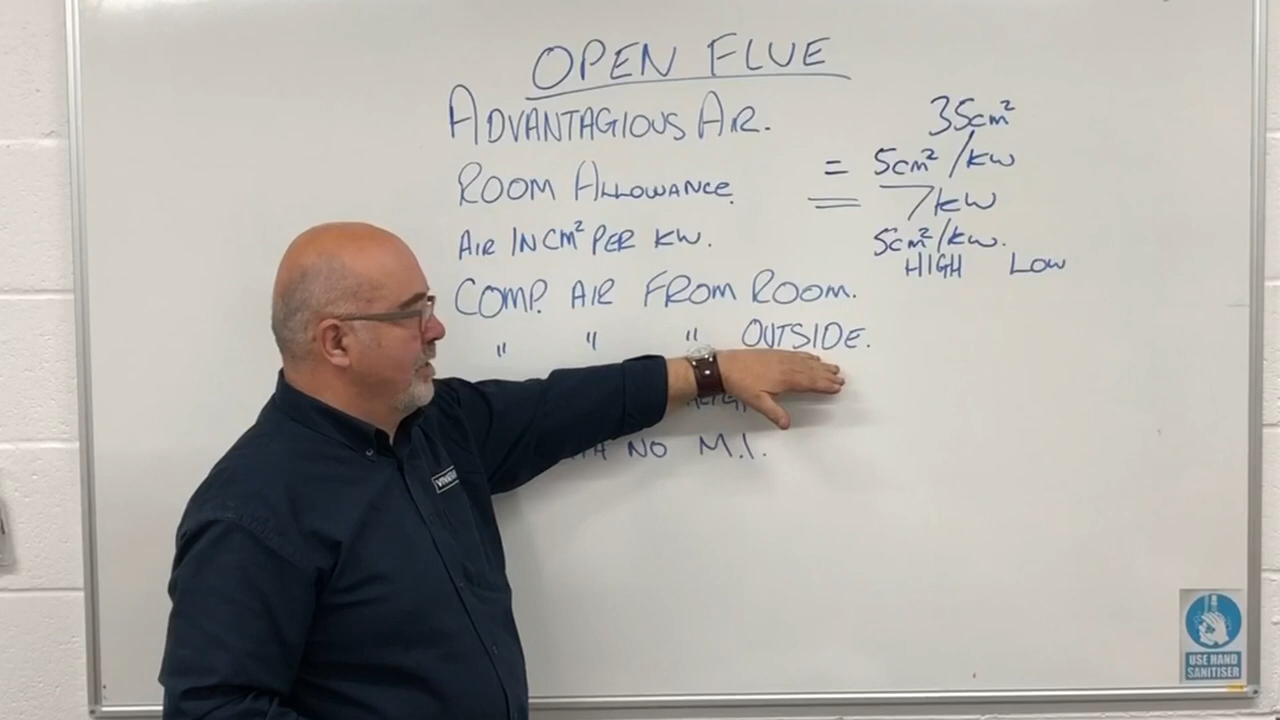 OPEN FLUE
ADVANTAGIOUS AIR.
35cm²
ROOM ALLOWANCE.
= 5cm²/kw
7kw
AIR IN CM² PER KW.
5cm²/kw.
HIGH LOW
COMP. AIR FROM ROOM.
" " " OUTSIDE.
NO M.I.
USE HAND
SANITISER